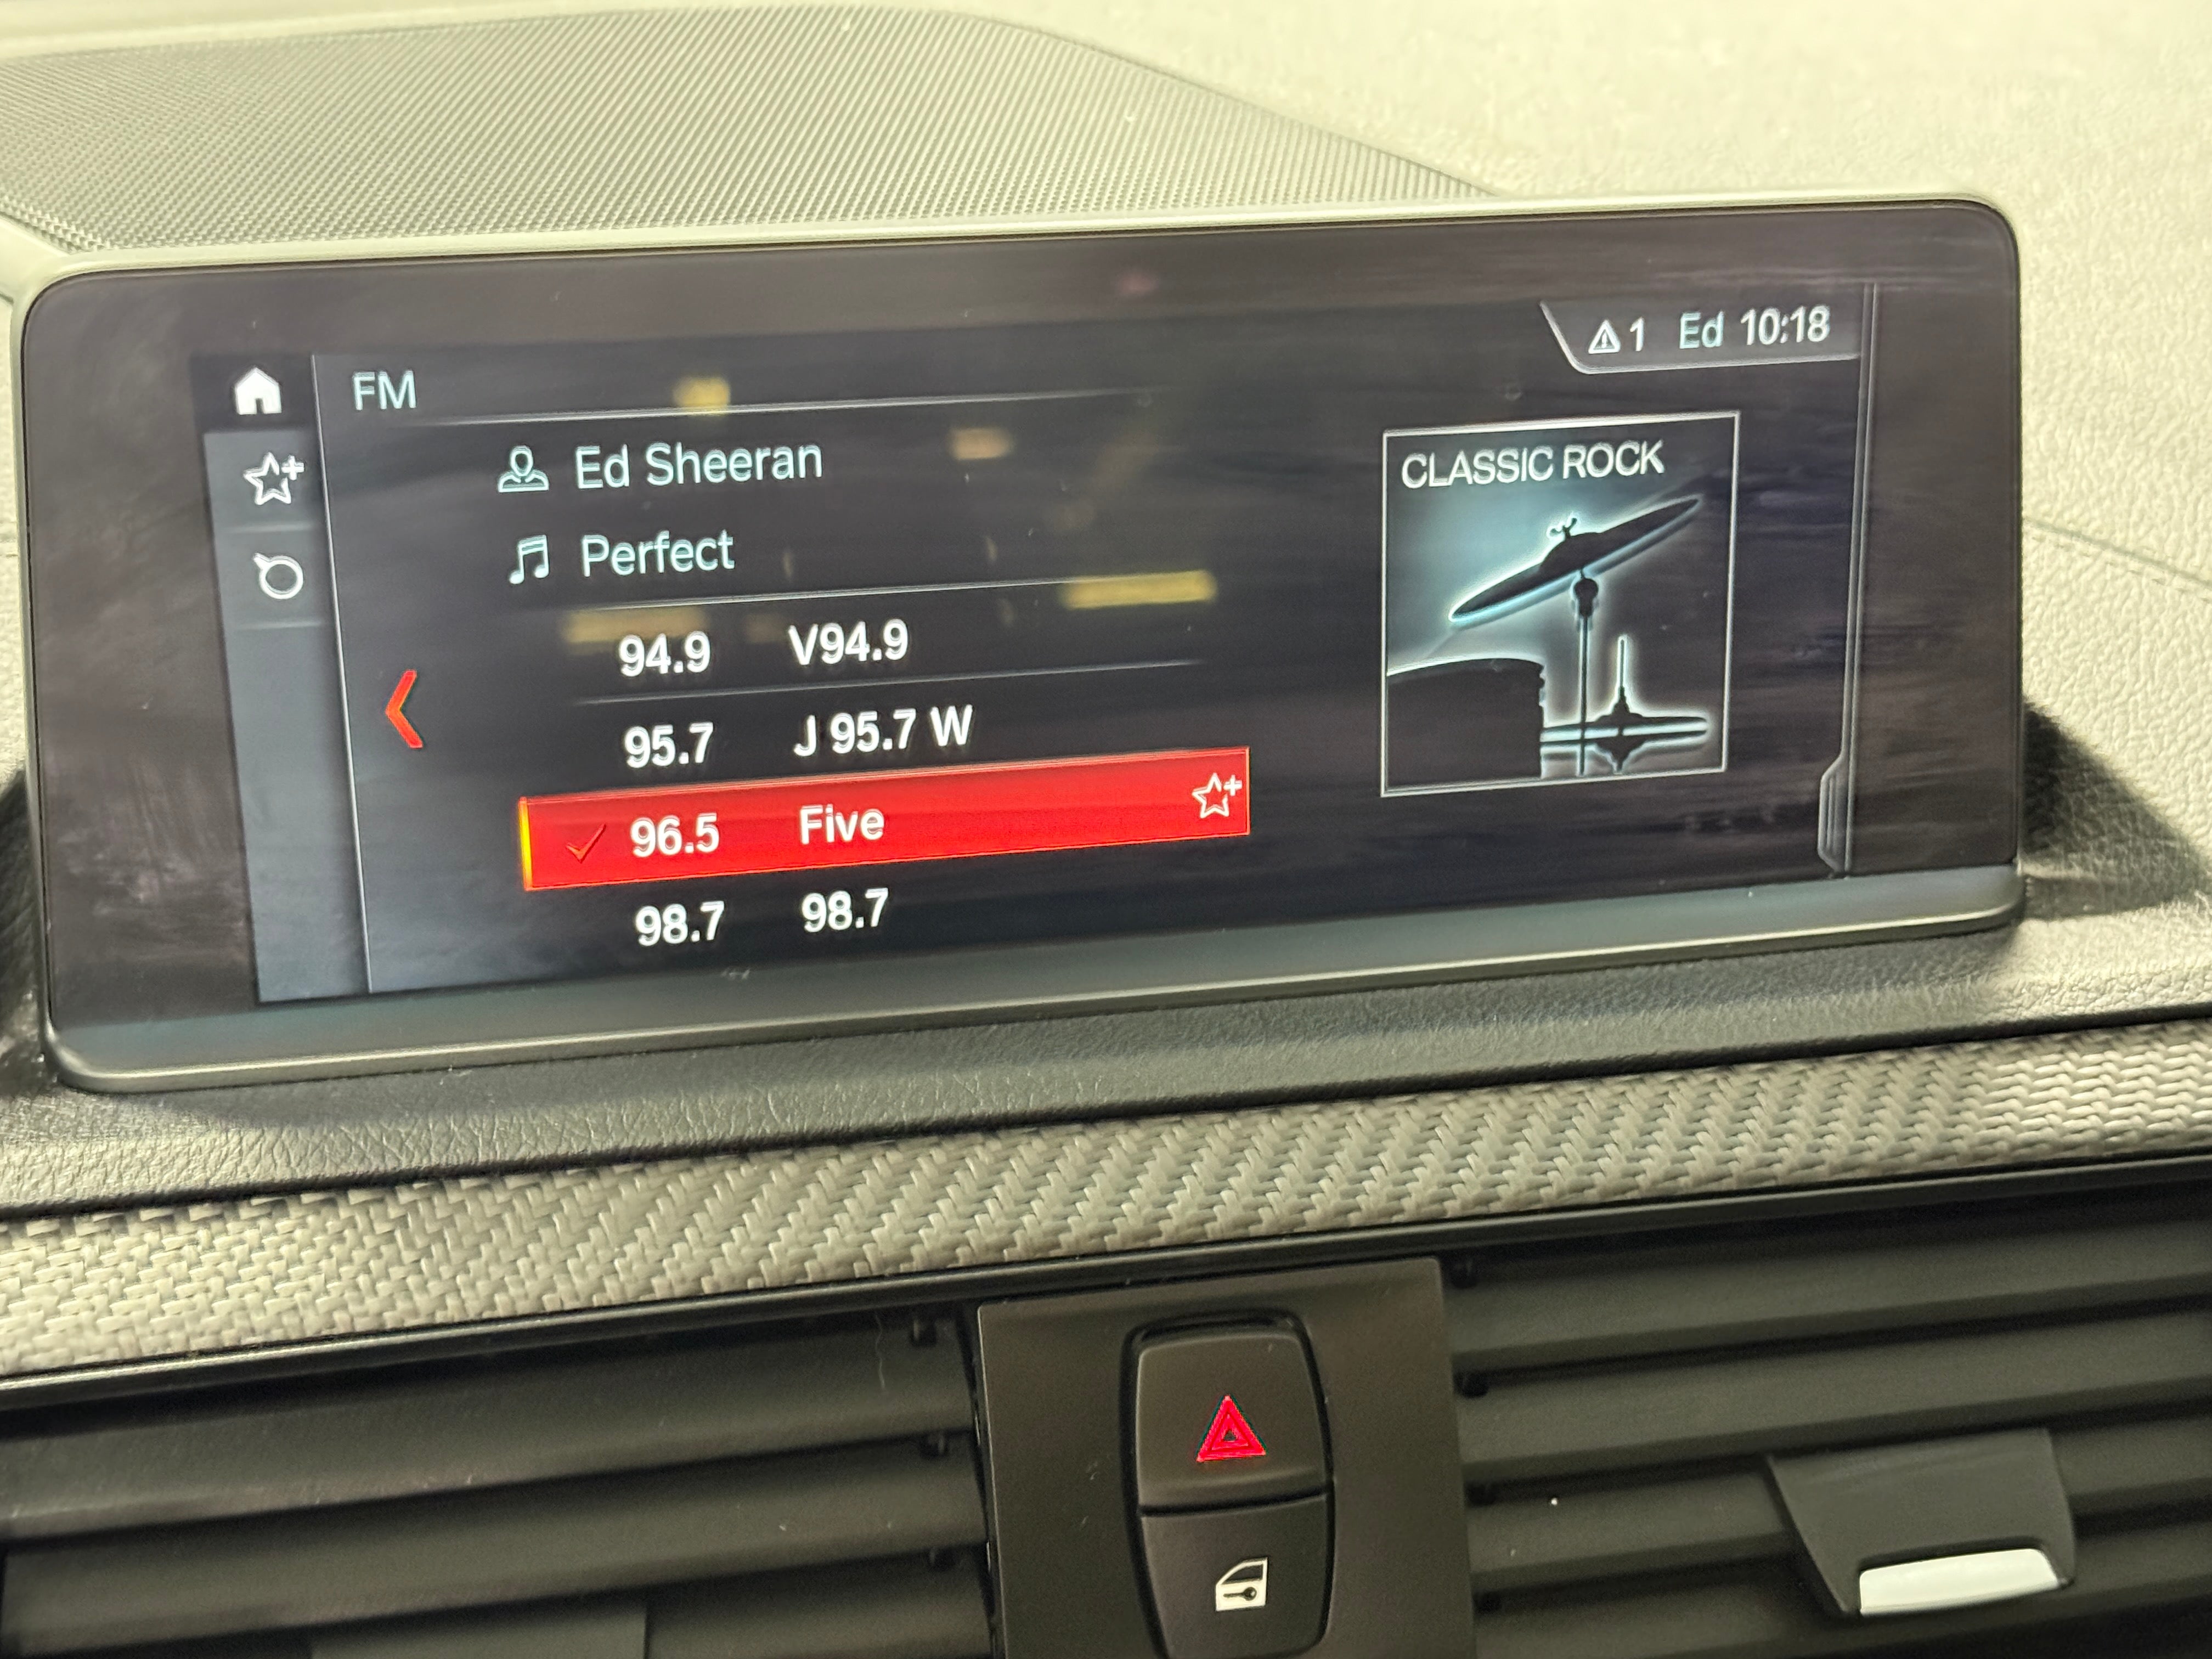 1 Ed 10:18
FM
Ed Sheeran
Perfect
94.9 V94.9
95.7 J 95.7 W
96.5 Five
98.7 98.7
CLASSIC ROCK